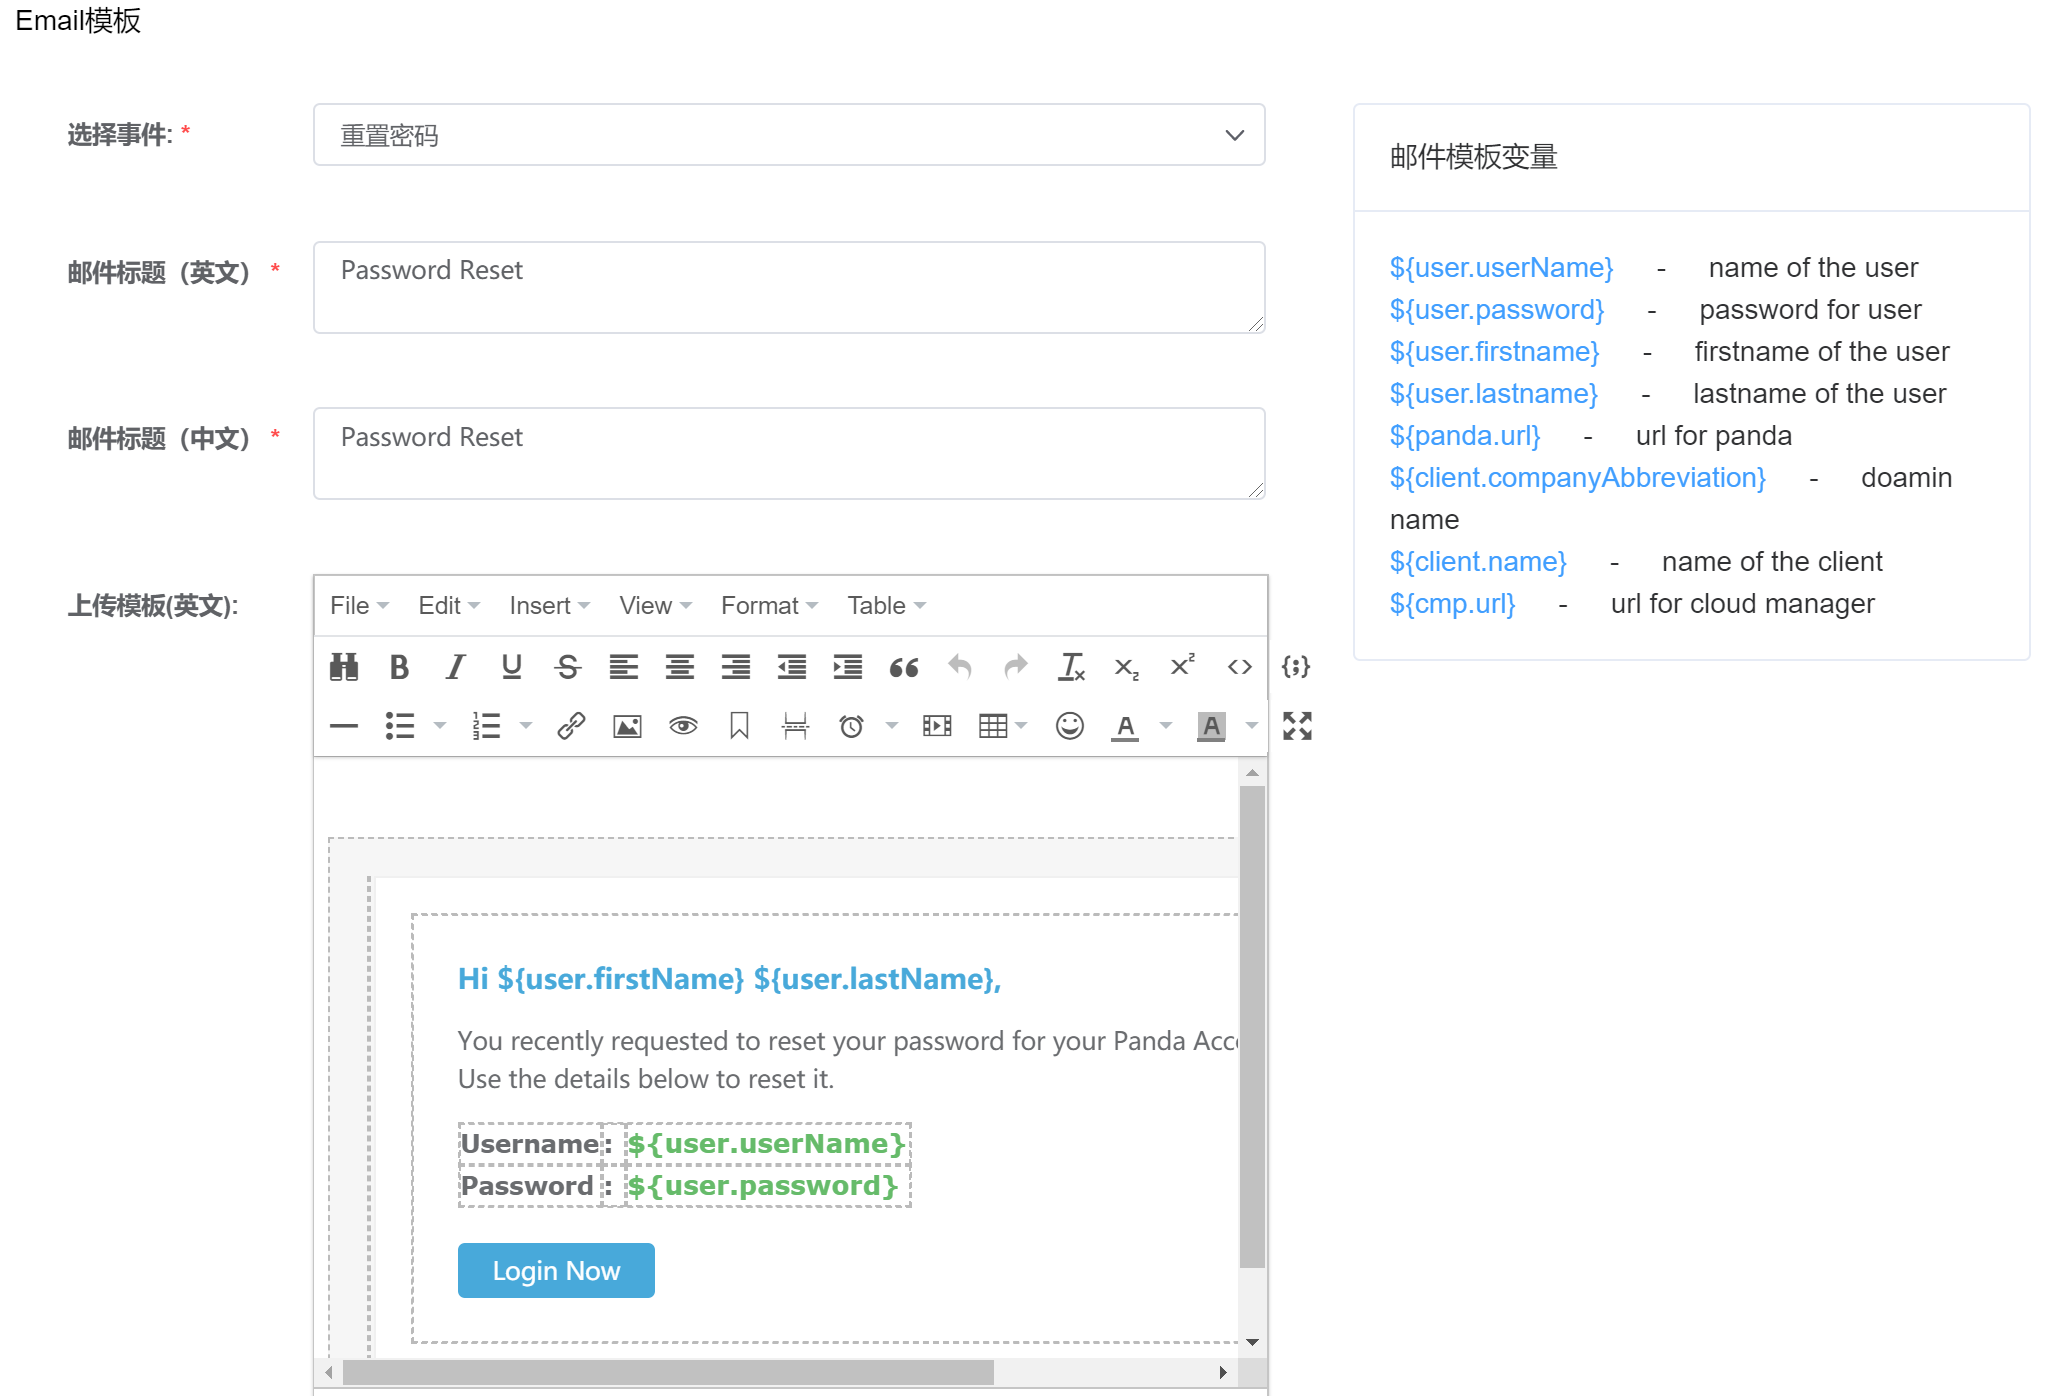 Email模板
选择事件: *
重置密码
邮件标题（英文） *
Password Reset
邮件标题（中文） *
Password Reset
上传模板(英文):
File Edit Insert View Format Table
Hi ${user.firstName} ${user.lastName},
You recently requested to reset your password for your Panda Acc
Use the details below to reset it.
Username : ${user.userName}
Password : ${user.password}
Login Now
邮件模板变量
${user.userName} - name of the user
${user.password} - password for user
${user.firstname} - firstname of the user
${user.lastname} - lastname of the user
${panda.url} - url for panda
${client.companyAbbreviation} - doamin
name
${client.name} - name of the client
${cmp.url} - url for cloud manager